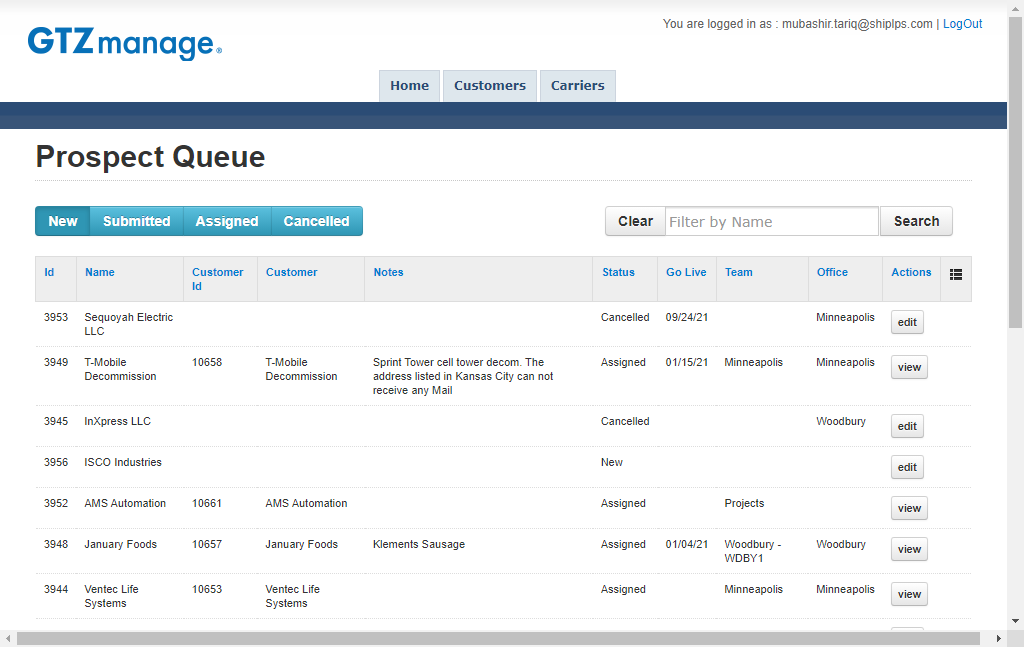 You are logged in as : mubashir.tariq@shiplps.com | LogOut
GTZmanage®
Home Customers Carriers
Prospect Queue
New Submitted Assigned Cancelled Clear Filter by Name Search
Id Name Customer Id Customer Notes Status Go Live Team Office Actions
3953 Sequoyah Electric LLC Cancelled 09/24/21 Minneapolis edit
3949 T-Mobile Decommission 10658 T-Mobile Decommission Sprint Tower cell tower decom. The address listed in Kansas City can not receive any Mail Assigned 01/15/21 Minneapolis Minneapolis view
3945 InXpress LLC Cancelled Woodbury edit
3956 ISCO Industries New edit
3952 AMS Automation 10661 AMS Automation Assigned Projects view
3948 January Foods 10657 January Foods Klements Sausage Assigned 01/04/21 Woodbury - WDBY1 Woodbury view
3944 Ventec Life Systems 10653 Ventec Life Systems Assigned Minneapolis Minneapolis view